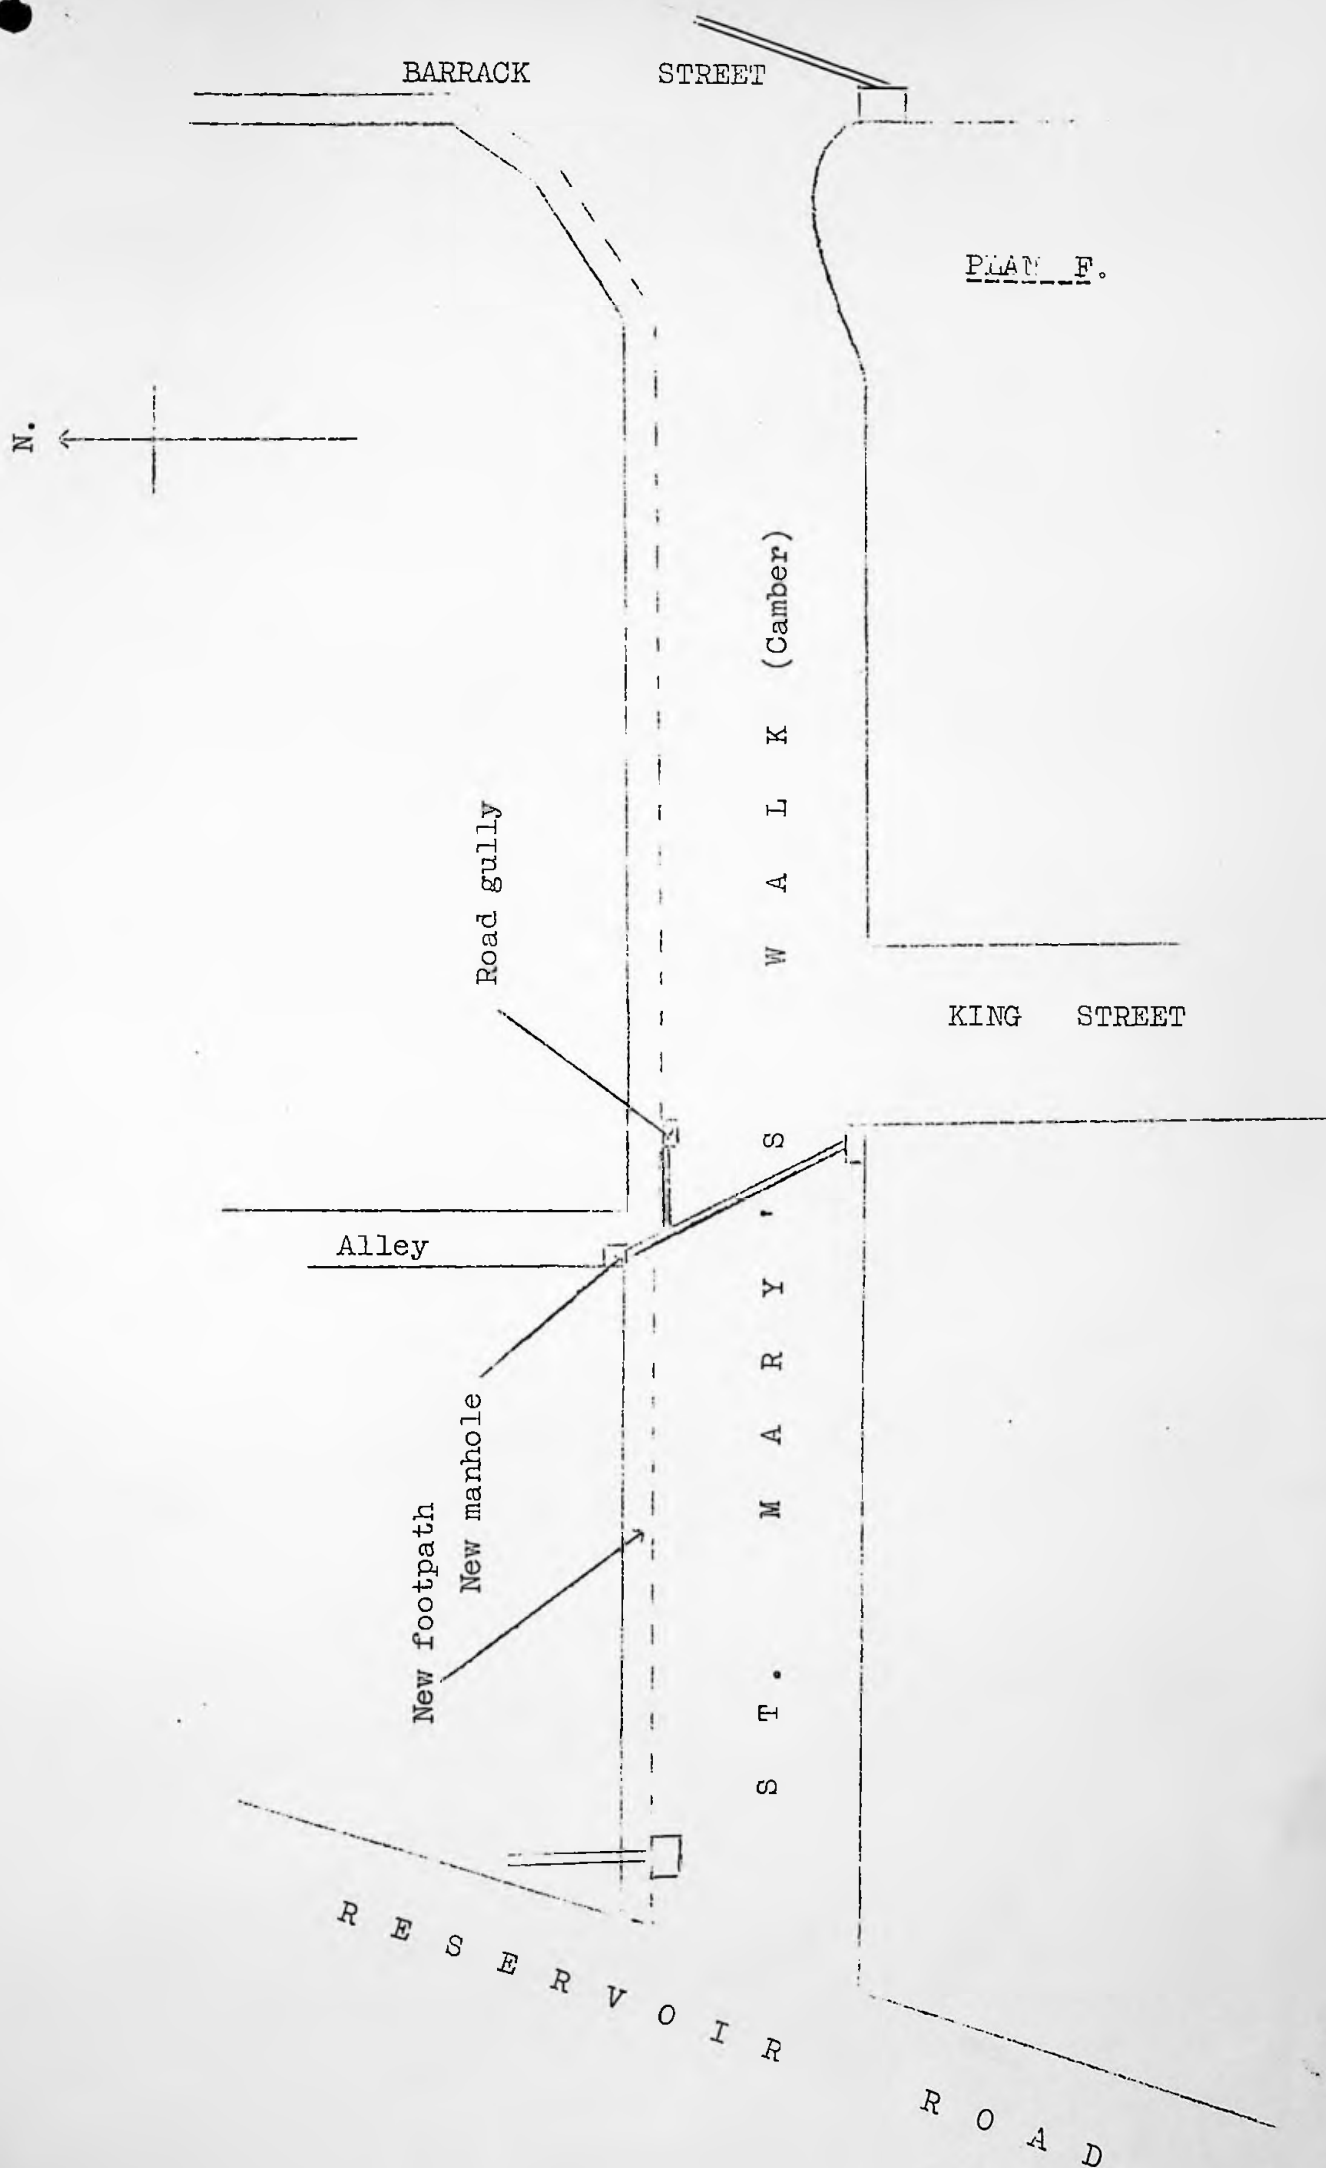 BARRACK STREET
PLAN F.
N.
ST. MARY'S WALK (Camber)
Road gully
KING STREET
Alley
New manhole
New footpath
RESERVOIR ROAD